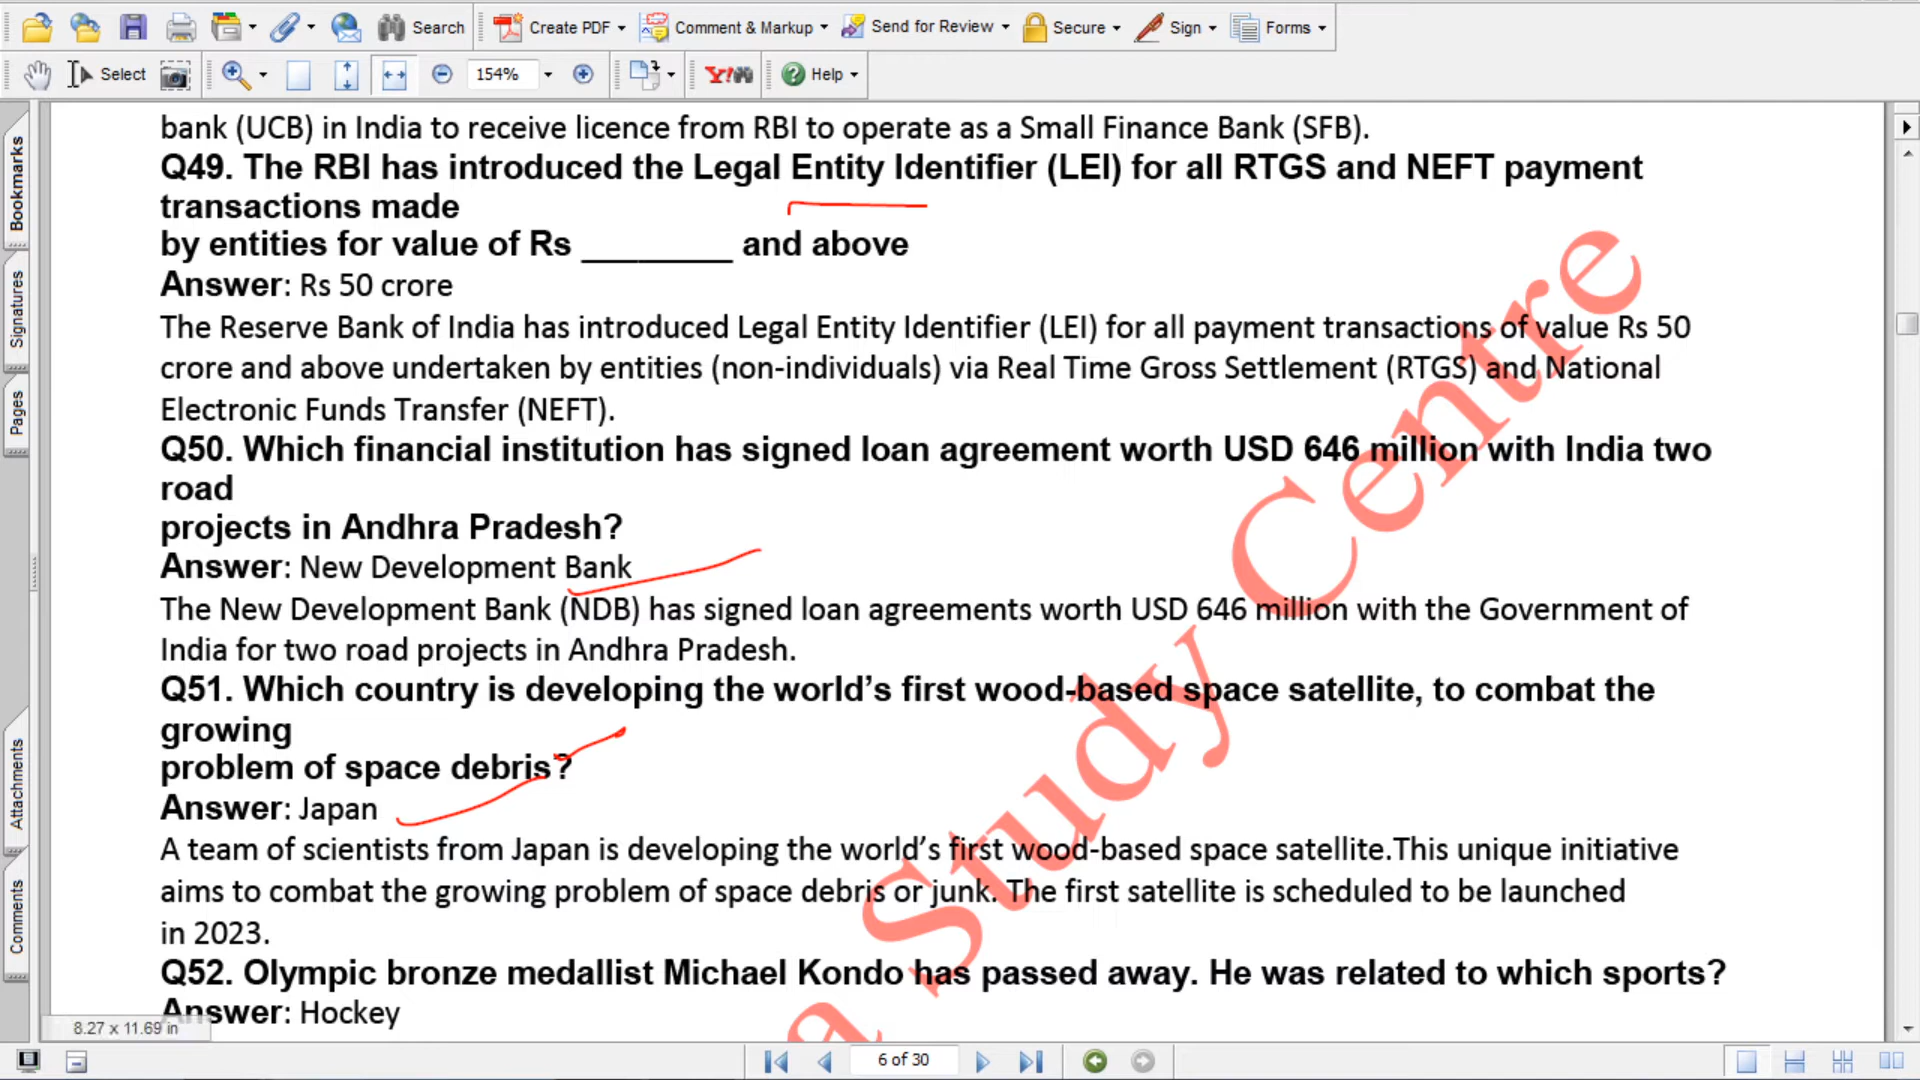 Search
Create PDF
Comment & Markup
Send for Review
Secure
Sign
Forms
Select
154%
Y!
Help
Bookmarks
Signatures
Pages
Attachments
Comments
bank (UCB) in India to receive licence from RBI to operate as a Small Finance Bank (SFB).
Q49. The RBI has introduced the Legal Entity Identifier (LEI) for all RTGS and NEFT payment
transactions made
by entities for value of Rs ________ and above
Answer: Rs 50 crore
The Reserve Bank of India has introduced Legal Entity Identifier (LEI) for all payment transactions of value Rs 50
crore and above undertaken by entities (non-individuals) via Real Time Gross Settlement (RTGS) and National
Electronic Funds Transfer (NEFT).
Q50. Which financial institution has signed loan agreement worth USD 646 million with India two
road
projects in Andhra Pradesh?
Answer: New Development Bank
The New Development Bank (NDB) has signed loan agreements worth USD 646 million with the Government of
India for two road projects in Andhra Pradesh.
Q51. Which country is developing the world's first wood-based space satellite, to combat the
growing
problem of space debris?
Answer: Japan
A team of scientists from Japan is developing the world's first wood-based space satellite.This unique initiative
aims to combat the growing problem of space debris or junk. The first satellite is scheduled to be launched
in 2023.
Q52. Olympic bronze medallist Michael Kondo has passed away. He was related to which sports?
Answer: Hockey
a Study Centre
8.27 x 11.69 in
6 of 30